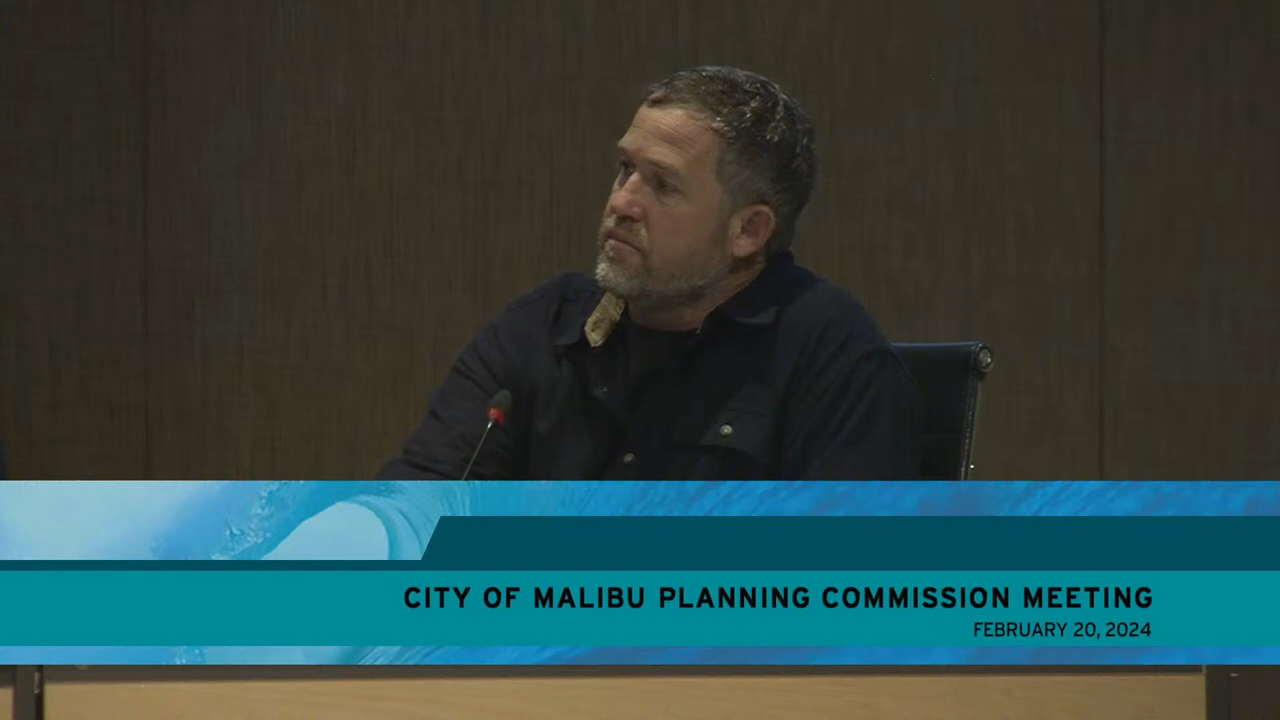 CITY OF MALIBU PLANNING COMMISSION MEETING
FEBRUARY 20, 2024